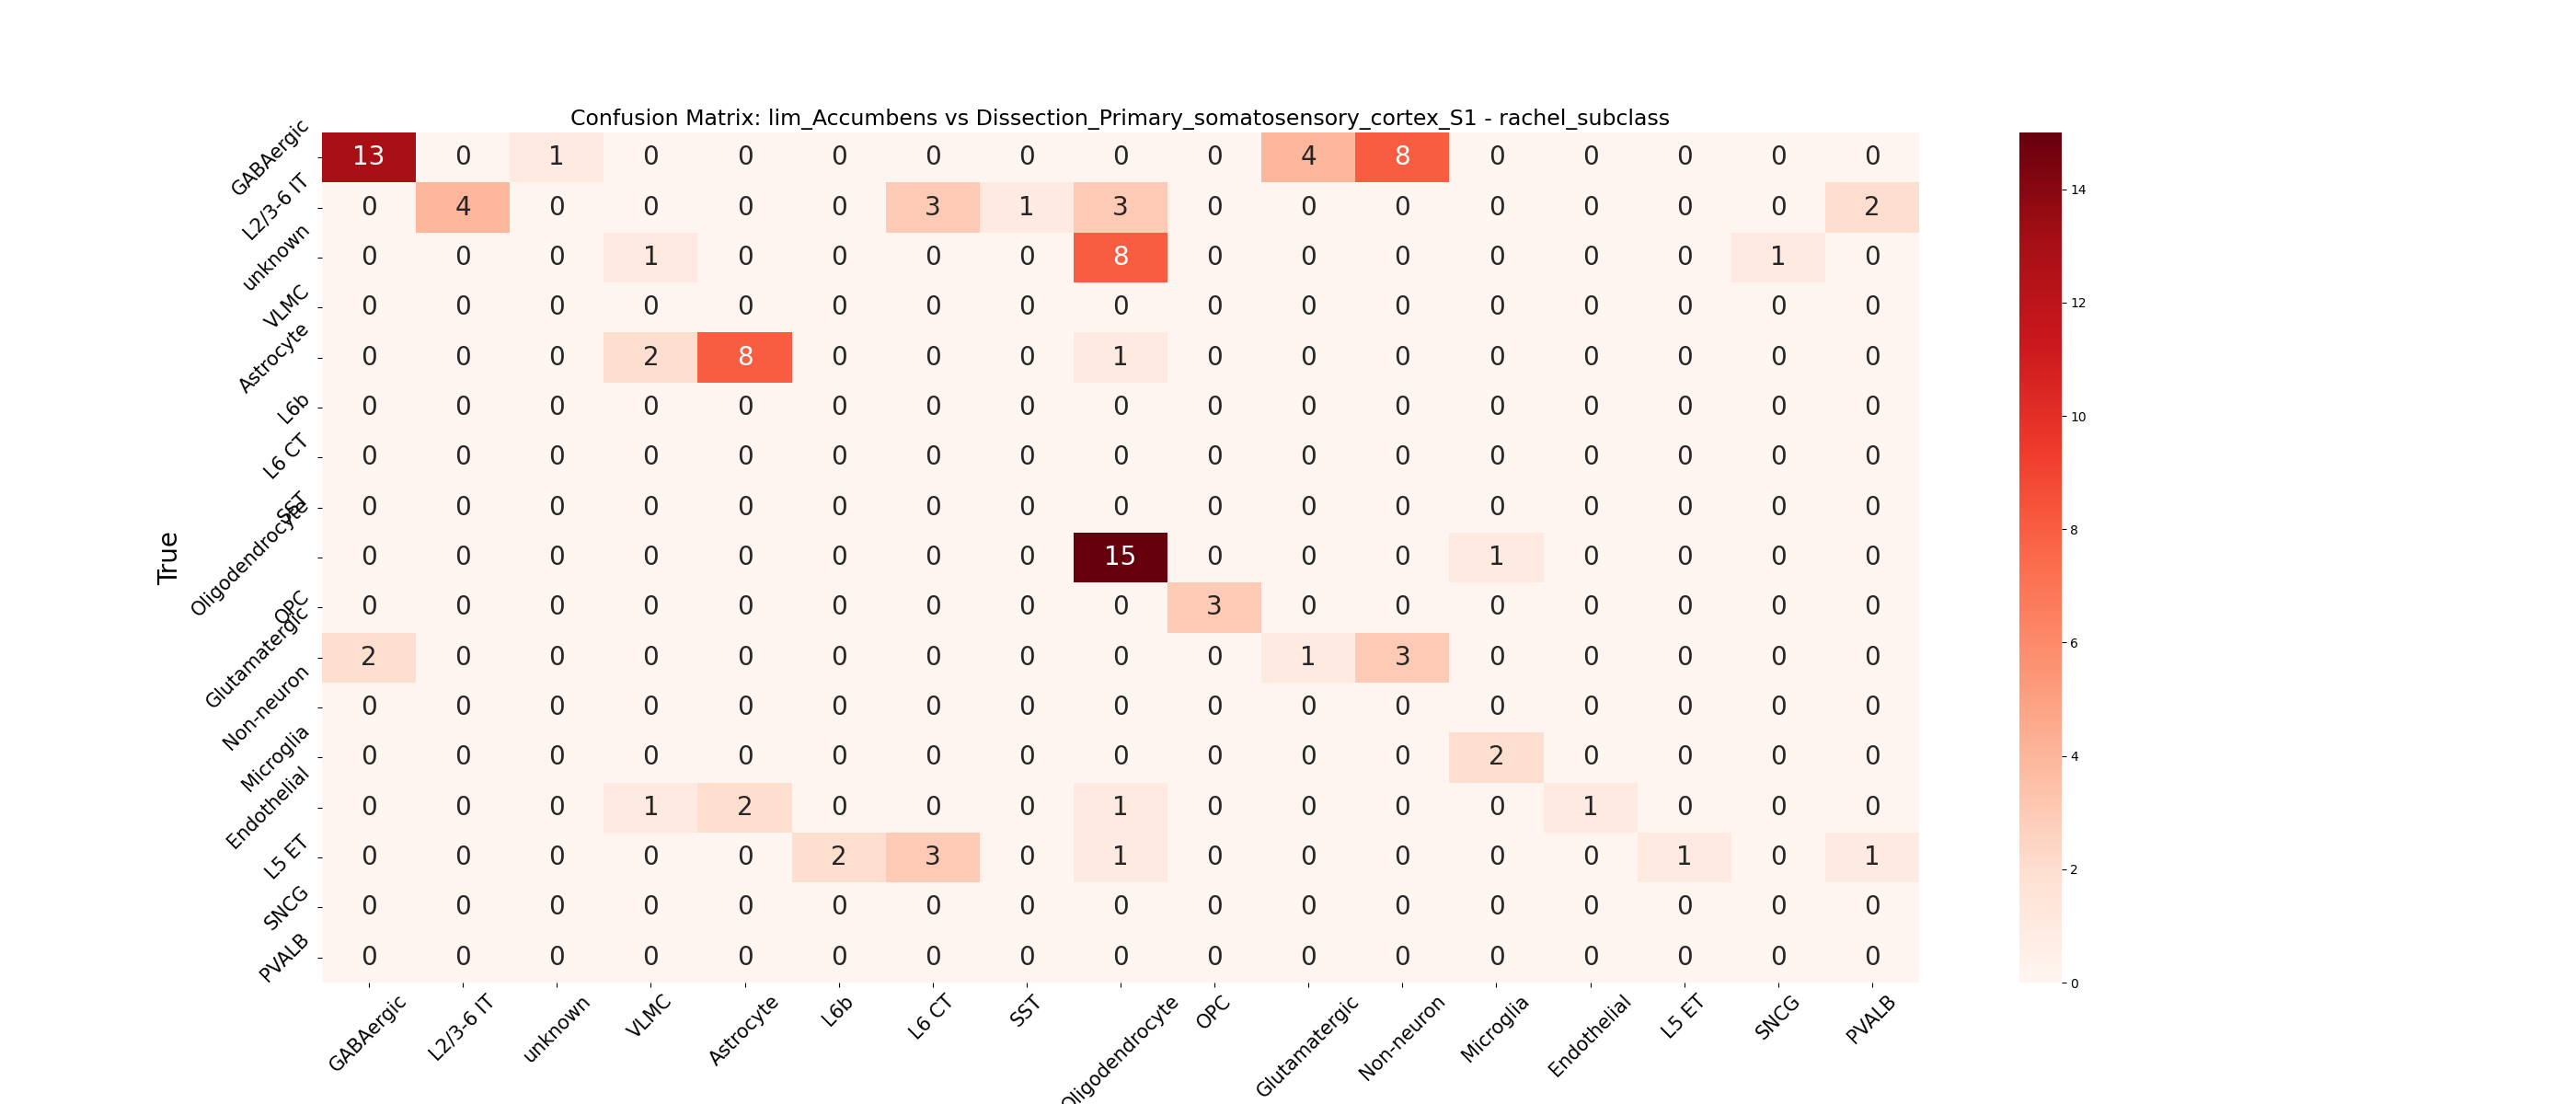 Confusion Matrix: lim_Accumbens vs Dissection_Primary_somatosensory_cortex_S1 - rachel_subclass
GABAergic 13 0 1 0 0 0 0 0 0 0 4 8 0 0 0 0 0
L2/3-6 IT 0 4 0 0 0 0 3 1 3 0 0 0 0 0 0 0 2
unknown 0 0 0 1 0 0 0 0 8 0 0 0 0 0 0 1 0
VLMC 0 0 0 0 0 0 0 0 0 0 0 0 0 0 0 0 0
Astrocyte 0 0 0 2 8 0 0 0 1 0 0 0 0 0 0 0 0
L6b 0 0 0 0 0 0 0 0 0 0 0 0 0 0 0 0 0
L6 CT 0 0 0 0 0 0 0 0 0 0 0 0 0 0 0 0 0
SST 0 0 0 0 0 0 0 0 0 0 0 0 0 0 0 0 0
Oligodendrocyte 0 0 0 0 0 0 0 0 15 0 0 0 1 0 0 0 0
OPC 0 0 0 0 0 0 0 0 0 3 0 0 0 0 0 0 0
Glutamatergic 2 0 0 0 0 0 0 0 0 0 1 3 0 0 0 0 0
Non-neuron 0 0 0 0 0 0 0 0 0 0 0 0 0 0 0 0 0
Microglia 0 0 0 0 0 0 0 0 0 0 0 0 2 0 0 0 0
Endothelial 0 0 0 1 2 0 0 0 1 0 0 0 0 1 0 0 0
L5 ET 0 0 0 0 0 2 3 0 1 0 0 0 0 0 1 0 1
SNCG 0 0 0 0 0 0 0 0 0 0 0 0 0 0 0 0 0
PVALB 0 0 0 0 0 0 0 0 0 0 0 0 0 0 0 0 0
True
GABAergic L2/3-6 IT unknown VLMC Astrocyte L6b L6 CT SST Oligodendrocyte OPC Glutamatergic Non-neuron Microglia Endothelial L5 ET SNCG PVALB
14
12
10
8
6
4
2
0